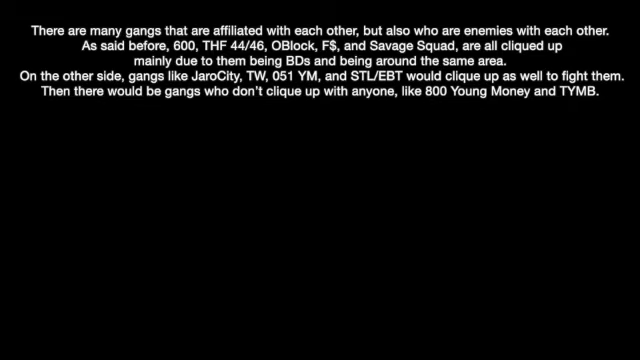 There are many gangs that are affiliated with each other, but also who are enemies with each other.
As said before, 600, THF 44/46, OBlock, F$, and Savage Squad, are all cliqued up
mainly due to them being BDs and being around the same area.
On the other side, gangs like JaroCity, TW, 051 YM, and STL/EBT would clique up as well to fight them.
Then there would be gangs who don’t clique up with anyone, like 800 Young Money and TYMB.